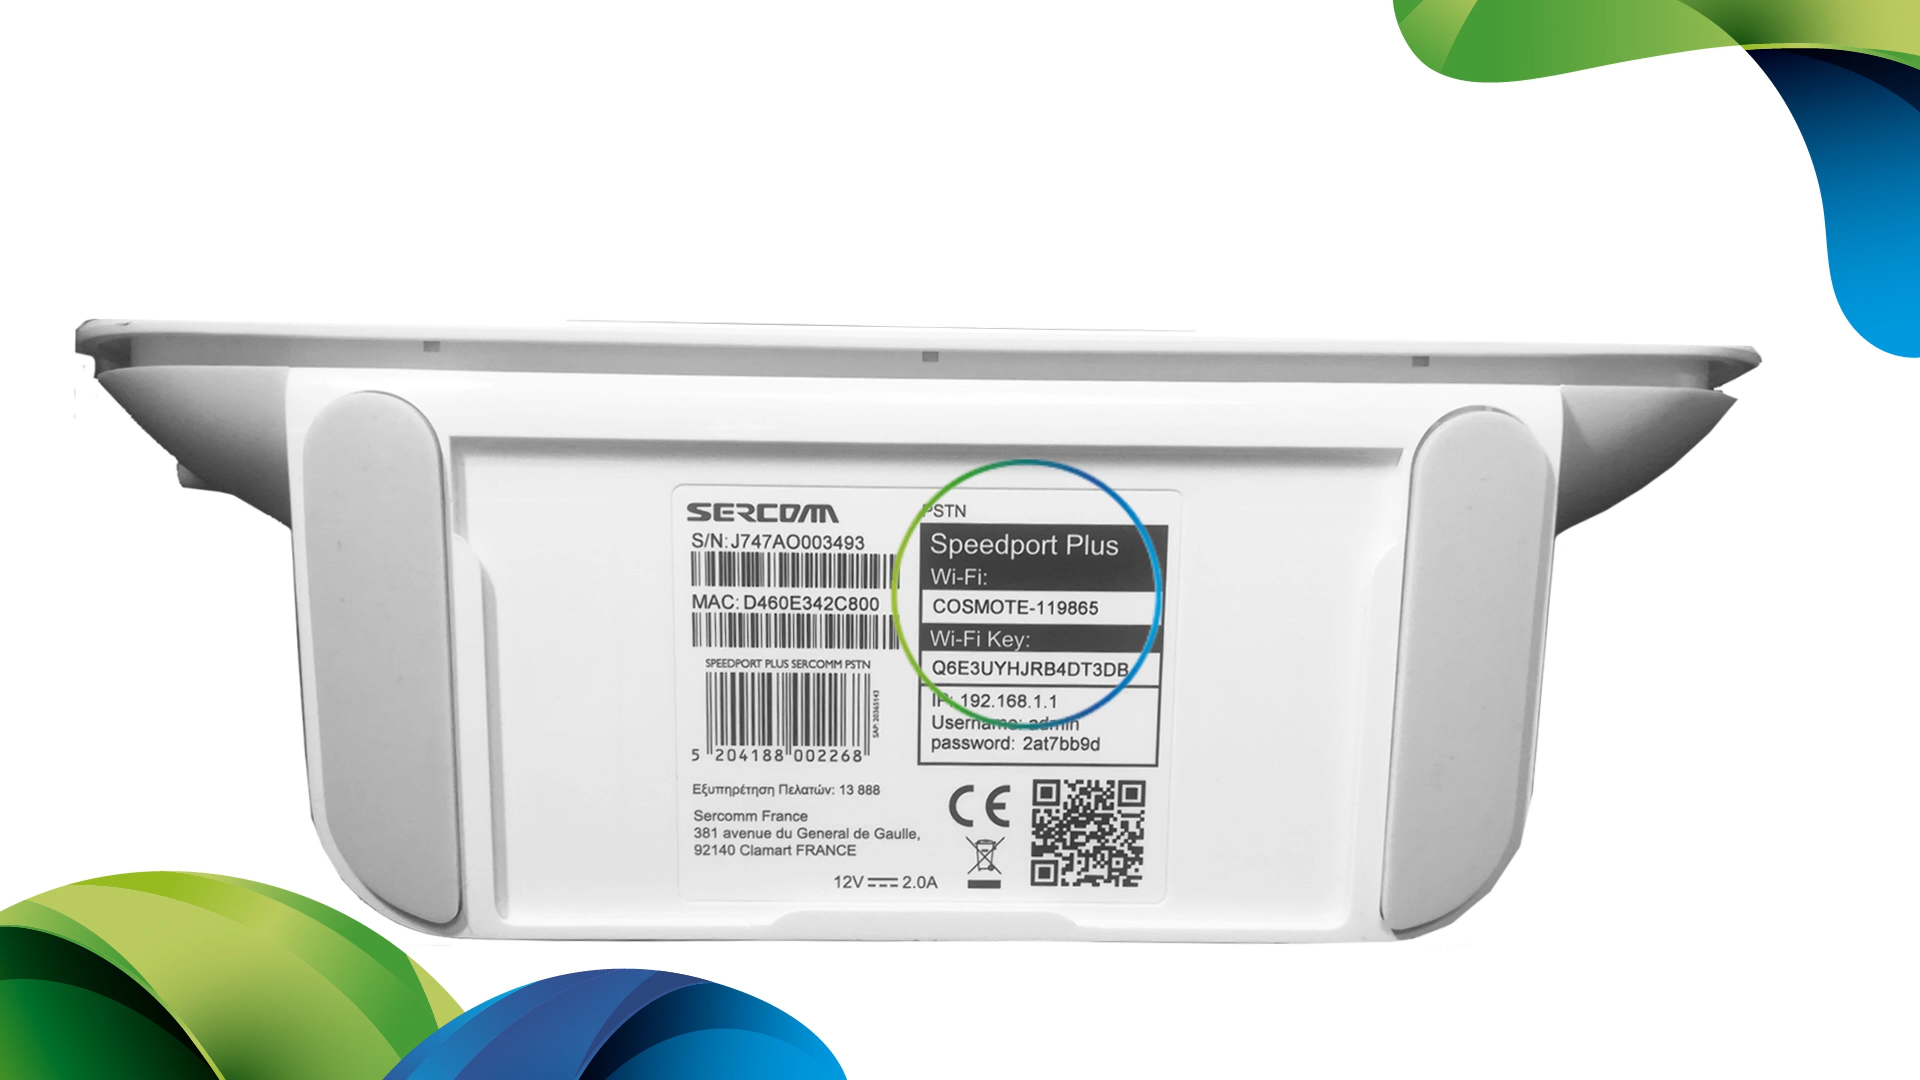 SERCOMM
S/N: J747AO003493
MAC: D460E342C800
SPEEDPORT PLUS SERCOMM PSTN
SAP: 20365143
5 204188 002268
PSTN
Speedport Plus
Wi-Fi:
COSMOTE-119865
Wi-Fi Key:
Q6E3UYHJRB4DT3DB
IP: 192.168.1.1
Username: admin
password: 2at7bb9d
Εξυπηρέτηση Πελατών: 13 888
Sercomm France
381 avenue du General de Gaulle,
92140 Clamart FRANCE
CE
12V 2.0A